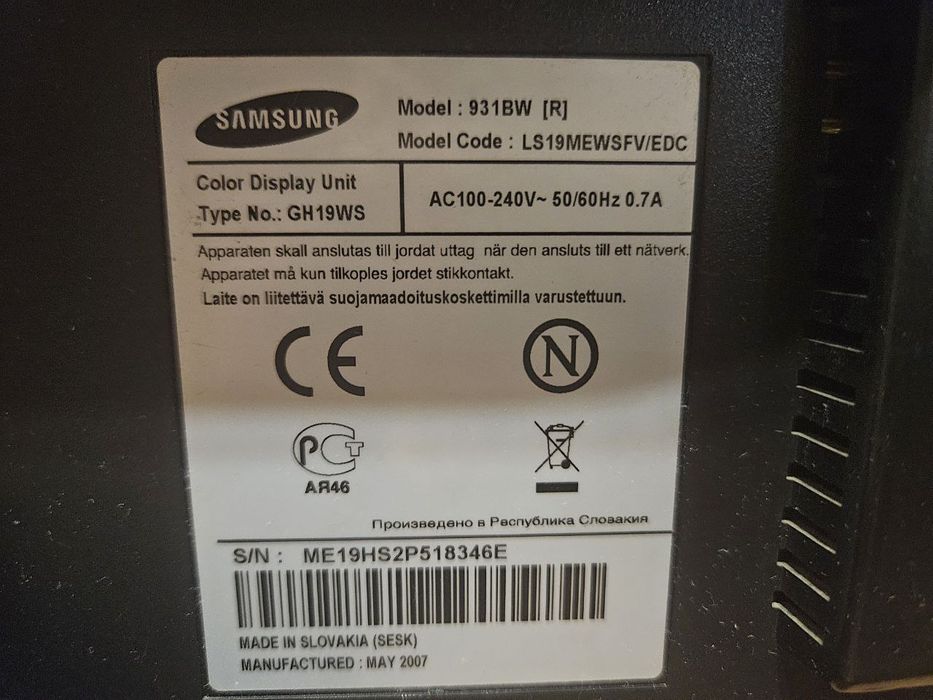 SAMSUNG
Model : 931BW [R]
Model Code : LS19MEWSFV/EDC
Color Display Unit
Type No.: GH19WS
AC100-240V~ 50/60Hz 0.7A
Apparaten skall anslutas till jordat uttag när den ansluts till ett nätverk.
Apparatet må kun tilkoples jordet stikkontakt.
Laite on liitettävä suojamaadoituskoskettimilla varustettuun.
CE
N
РСТ
АЯ46
Произведено в Республика Словакия
S/N : ME19HS2P518346E
MADE IN SLOVAKIA (SESK)
MANUFACTURED : MAY 2007